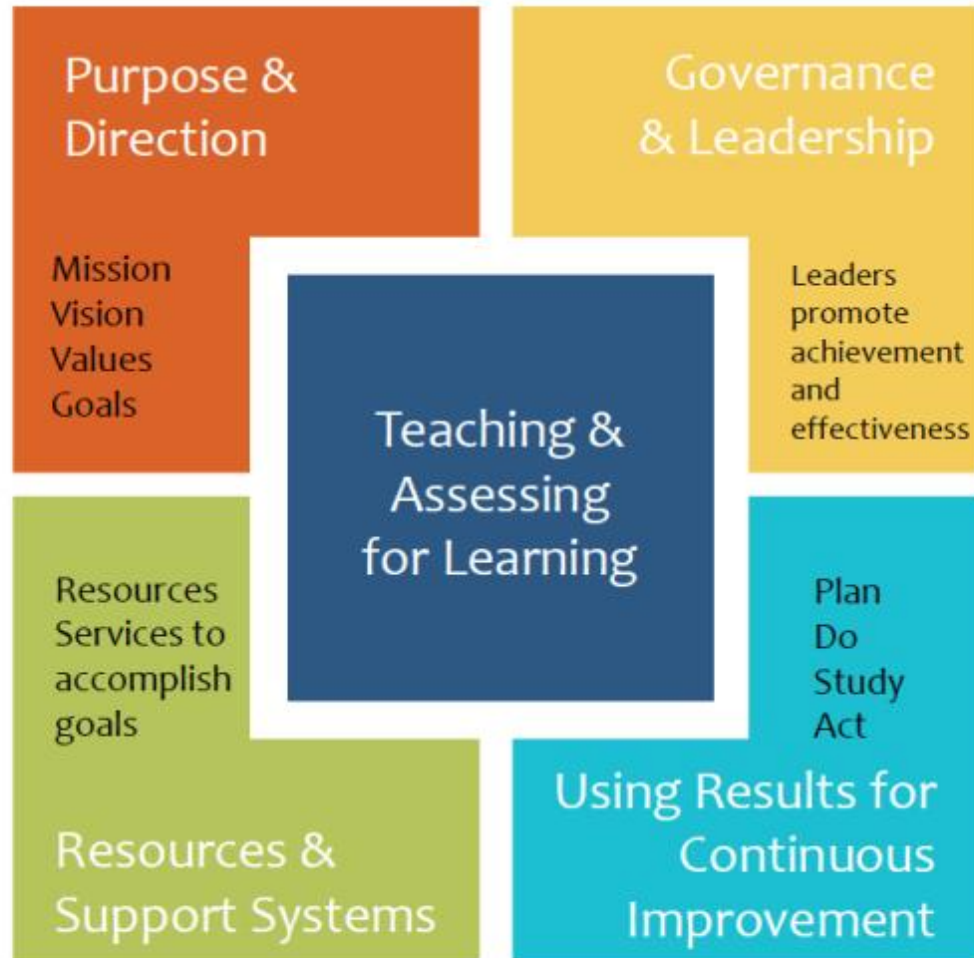 Purpose &
Direction
Mission
Vision
Values
Goals
Governance
& Leadership
Leaders
promote
achievement
and
effectiveness
Teaching &
Assessing
for Learning
Resources
Services to
accomplish
goals
Resources &
Support Systems
Plan
Do
Study
Act
Using Results for
Continuous
Improvement